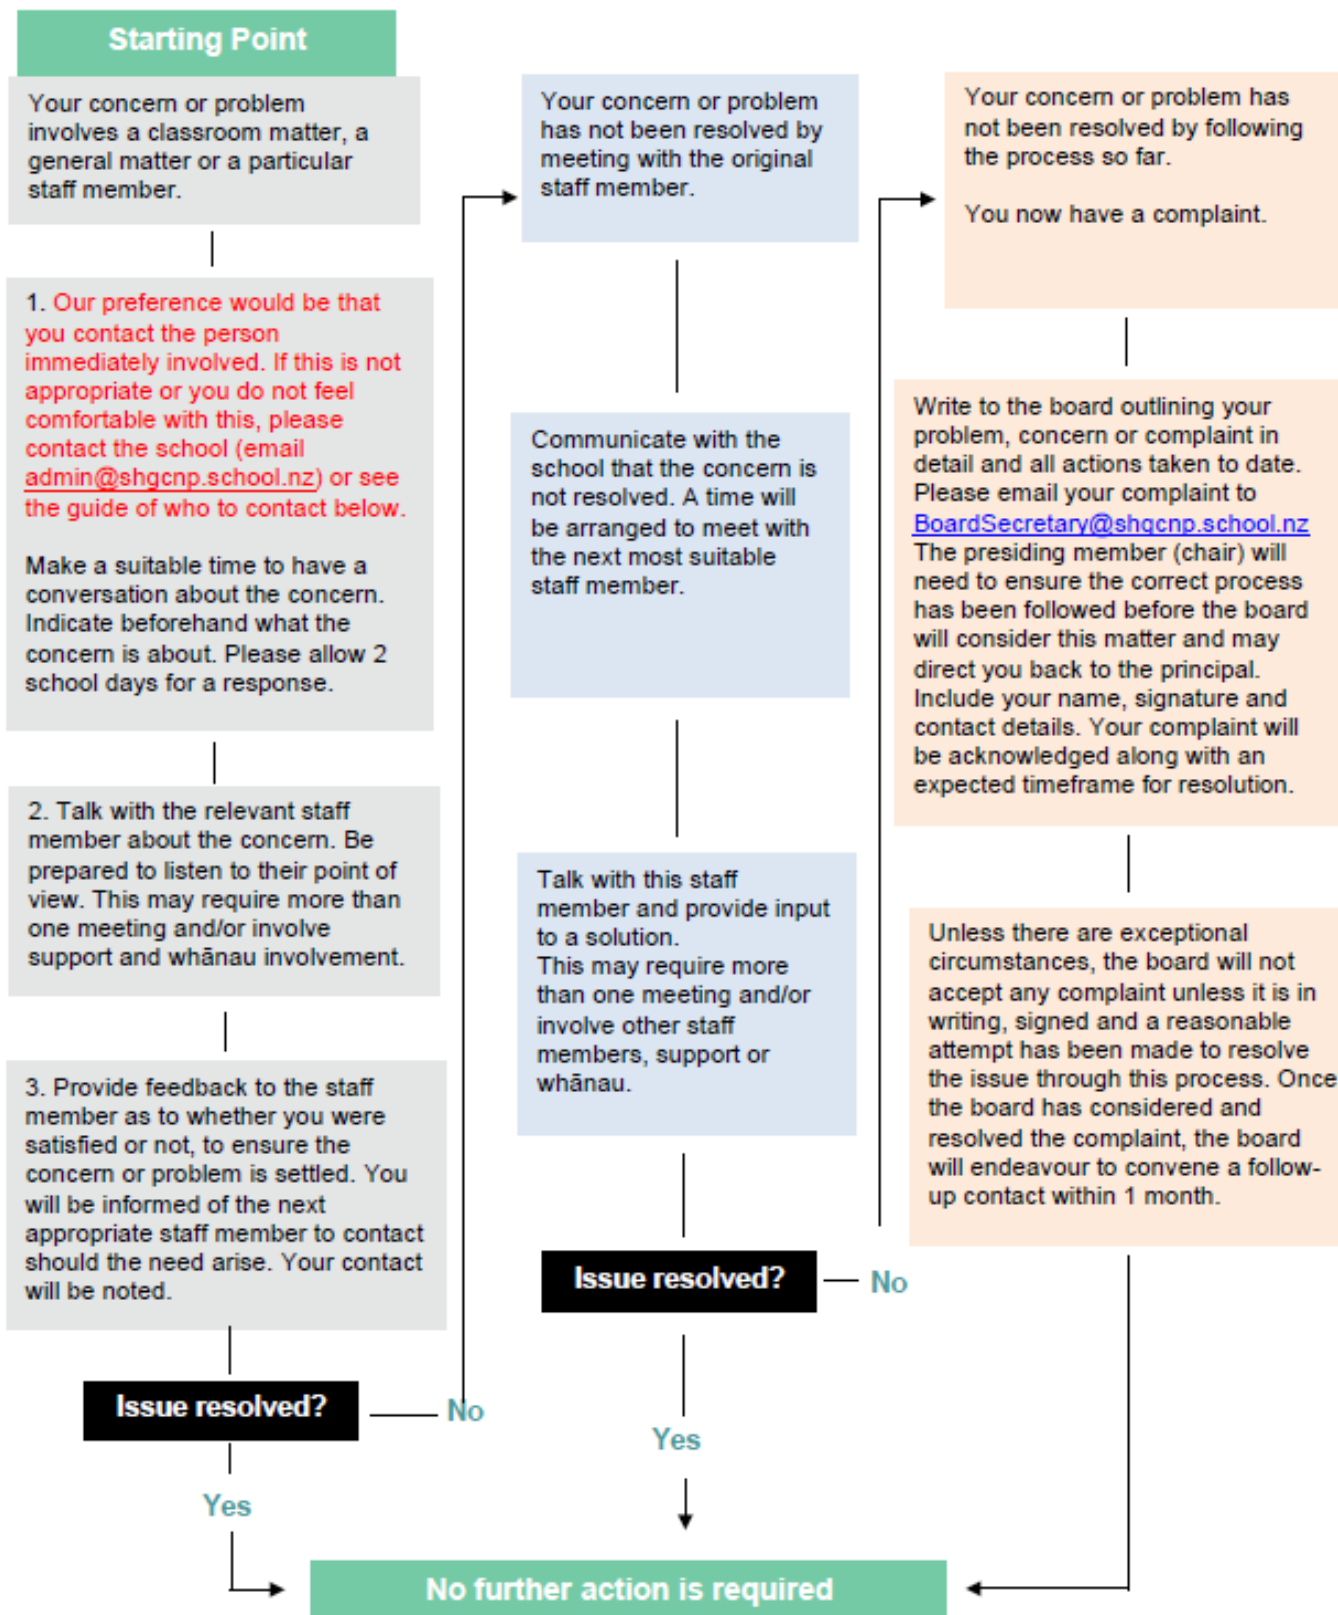 Starting Point
Your concern or problem
involves a classroom matter, a
general matter or a particular
staff member.
1. Our preference would be that
you contact the person
immediately involved. If this is not
appropriate or you do not feel
comfortable with this, please
contact the school (email
admin@shgcnp.school.nz) or see
the guide of who to contact below.
Make a suitable time to have a
conversation about the concern.
Indicate beforehand what the
concern is about. Please allow 2
school days for a response.
2. Talk with the relevant staff
member about the concern. Be
prepared to listen to their point of
view. This may require more than
one meeting and/or involve
support and whānau involvement.
3. Provide feedback to the staff
member as to whether you were
satisfied or not, to ensure the
concern or problem is settled. You
will be informed of the next
appropriate staff member to contact
should the need arise. Your contact
will be noted.
Issue resolved?
No
Yes
Your concern or problem
has not been resolved by
meeting with the original
staff member.
Communicate with the
school that the concern is
not resolved. A time will
be arranged to meet with
the next most suitable
staff member.
Talk with this staff
member and provide input
to a solution.
This may require more
than one meeting and/or
involve other staff
members, support or
whānau.
Issue resolved?
No
Yes
Your concern or problem has
not been resolved by following
the process so far.
You now have a complaint.
Write to the board outlining your
problem, concern or complaint in
detail and all actions taken to date.
Please email your complaint to
BoardSecretary@shgcnp.school.nz
The presiding member (chair) will
need to ensure the correct process
has been followed before the board
will consider this matter and may
direct you back to the principal.
Include your name, signature and
contact details. Your complaint will
be acknowledged along with an
expected timeframe for resolution.
Unless there are exceptional
circumstances, the board will not
accept any complaint unless it is in
writing, signed and a reasonable
attempt has been made to resolve
the issue through this process. Once
the board has considered and
resolved the complaint, the board
will endeavour to convene a follow-
up contact within 1 month.
No further action is required